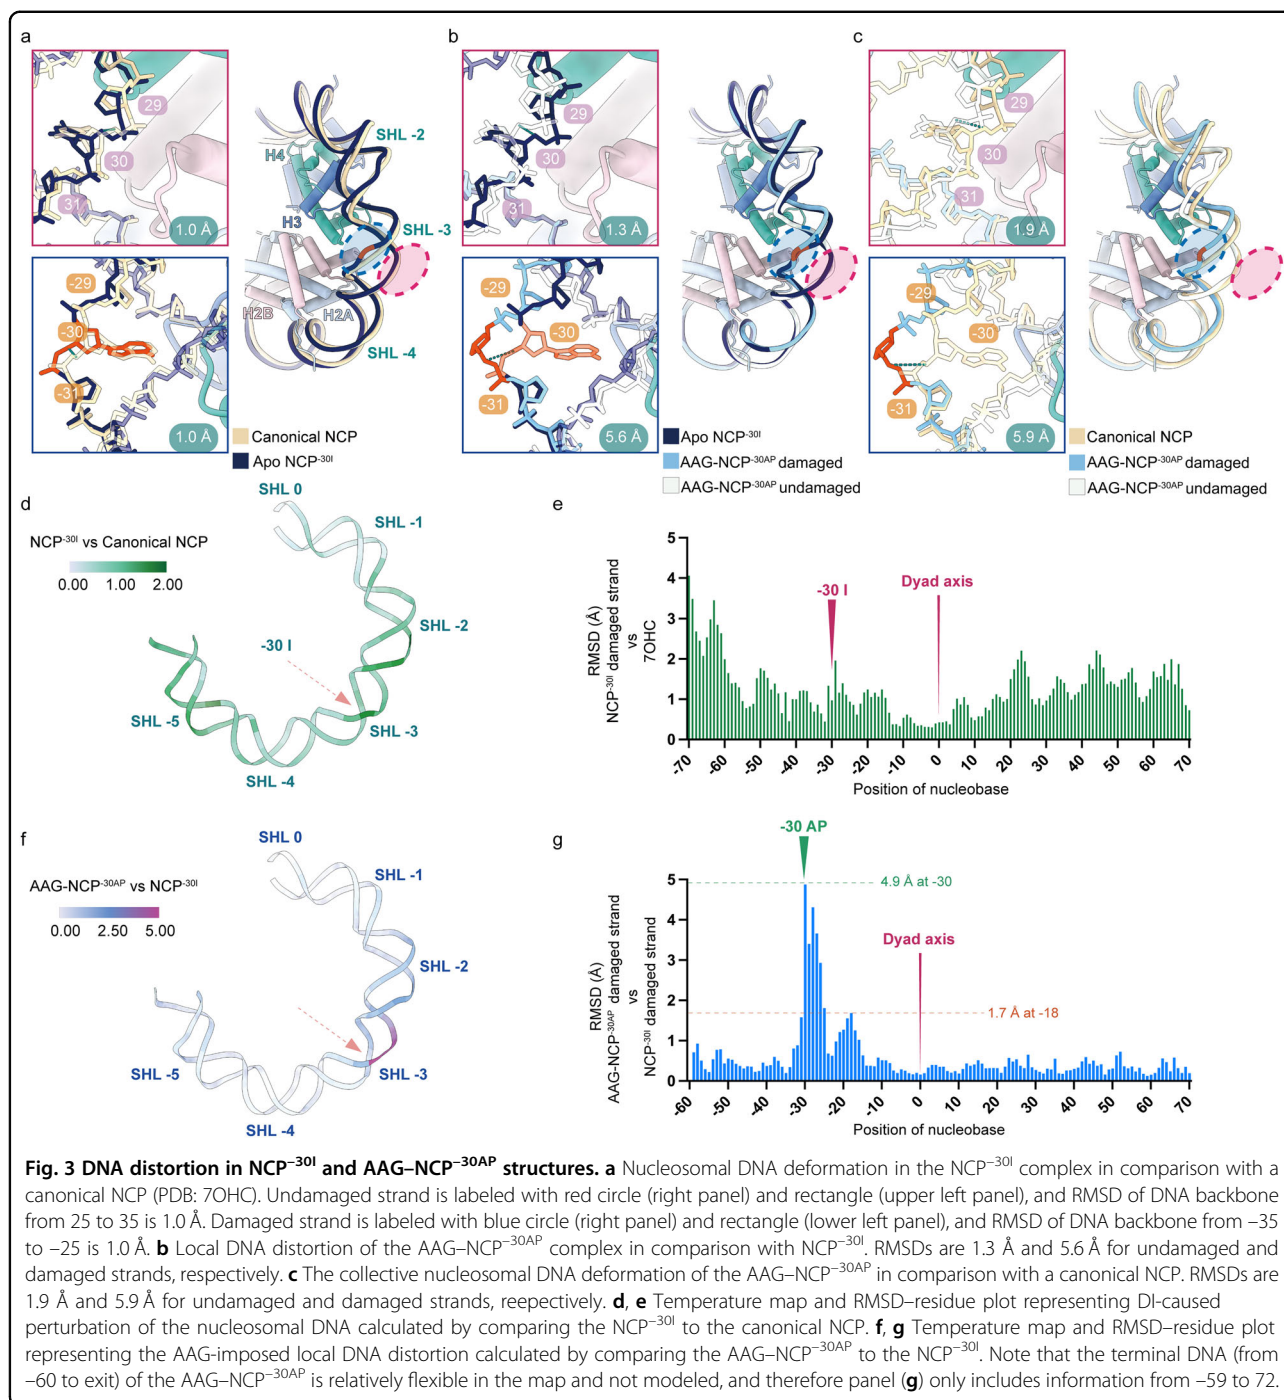 a
29
30
31
1.0 Å
-29
-30
-31
1.0 Å
SHL -2
H4
H3
SHL -3
H2B
H2A
SHL -4
Canonical NCP
Apo NCP⁻³⁰ᴵ
b
29
30
31
1.3 Å
-29
-30
-31
5.6 Å
Apo NCP⁻³⁰ᴵ
AAG-NCP⁻³⁰ᴬᴾ damaged
AAG-NCP⁻³⁰ᴬᴾ undamaged
c
29
30
31
1.9 Å
-29
-30
-31
5.9 Å
Canonical NCP
AAG-NCP⁻³⁰ᴬᴾ damaged
AAG-NCP⁻³⁰ᴬᴾ undamaged
d
NCP⁻³⁰ᴵ vs Canonical NCP
0.00 1.00 2.00
SHL 0
SHL -1
SHL -2
-30 I
SHL -3
SHL -4
SHL -5
e
RMSD (Å)
NCP⁻³⁰ᴵ damaged strand
vs
7OHC
5
4
3
2
1
0
-30 I
Dyad axis
-70 -60 -50 -40 -30 -20 -10 0 10 20 30 40 50 60 70
Position of nucleobase
f
AAG-NCP⁻³⁰ᴬᴾ vs NCP⁻³⁰ᴵ
0.00 2.50 5.00
SHL 0
SHL -1
SHL -2
SHL -3
SHL -4
SHL -5
g
RMSD (Å)
AAG-NCP⁻³⁰ᴬᴾ damaged strand
vs
NCP⁻³⁰ᴵ damaged strand
5
4
3
2
1
0
-30 AP
4.9 Å at -30
Dyad axis
1.7 Å at -18
-60 -50 -40 -30 -20 -10 0 10 20 30 40 50 60 70
Position of nucleobase
Fig. 3 DNA distortion in NCP⁻³⁰ᴵ and AAG–NCP⁻³⁰ᴬᴾ structures. a Nucleosomal DNA deformation in the NCP⁻³⁰ᴵ complex in comparison with a
canonical NCP (PDB: 7OHC). Undamaged strand is labeled with red circle (right panel) and rectangle (upper left panel), and RMSD of DNA backbone
from 25 to 35 is 1.0 Å. Damaged strand is labeled with blue circle (right panel) and rectangle (lower left panel), and RMSD of DNA backbone from −35
to −25 is 1.0 Å. b Local DNA distortion of the AAG–NCP⁻³⁰ᴬᴾ complex in comparison with NCP⁻³⁰ᴵ. RMSDs are 1.3 Å and 5.6 Å for undamaged and
damaged strands, respectively. c The collective nucleosomal DNA deformation of the AAG–NCP⁻³⁰ᴬᴾ in comparison with a canonical NCP. RMSDs are
1.9 Å and 5.9 Å for undamaged and damaged strands, reepectively. d, e Temperature map and RMSD–residue plot representing DI-caused
perturbation of the nucleosomal DNA calculated by comparing the NCP⁻³⁰ᴵ to the canonical NCP. f, g Temperature map and RMSD–residue plot
representing the AAG-imposed local DNA distortion calculated by comparing the AAG–NCP⁻³⁰ᴬᴾ to the NCP⁻³⁰ᴵ. Note that the terminal DNA (from
−60 to exit) of the AAG–NCP⁻³⁰ᴬᴾ is relatively flexible in the map and not modeled, and therefore panel (g) only includes information from −59 to 72.